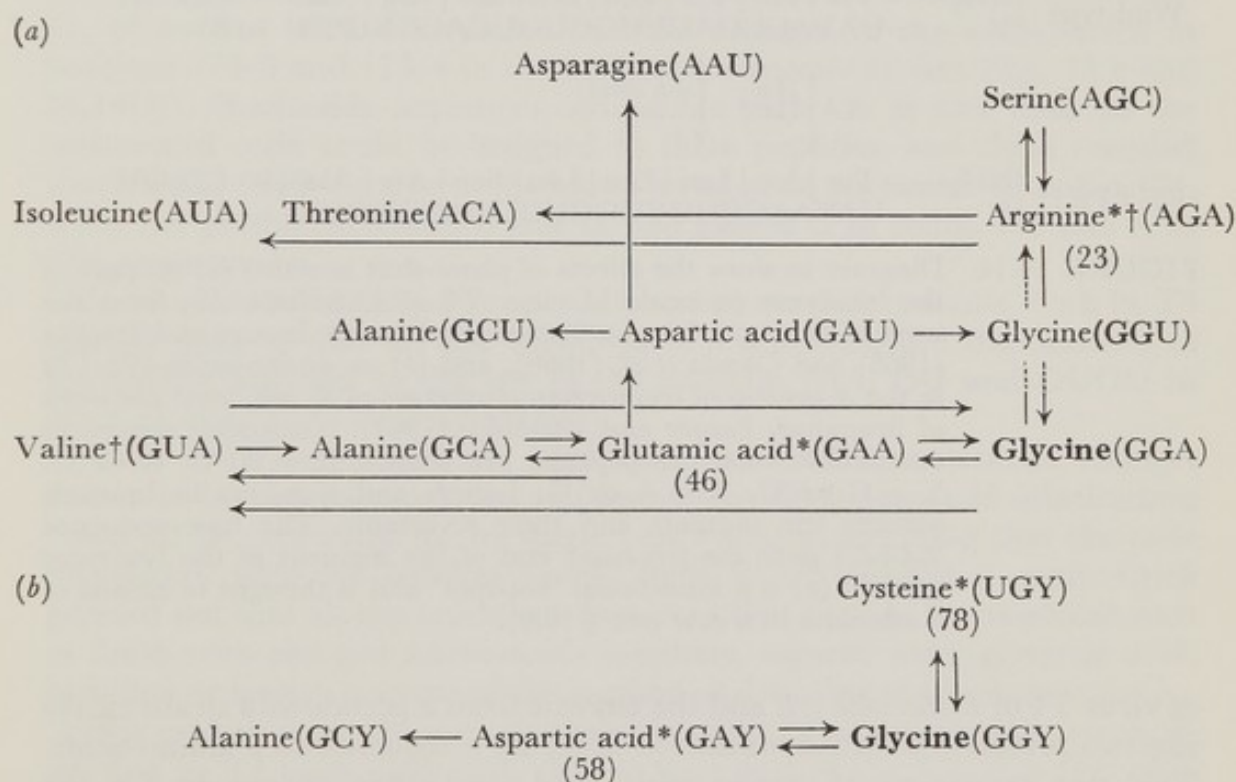 (a)
Asparagine(AAU)
Serine(AGC)
Isoleucine(AUA) Threonine(ACA) Arginine*†(AGA)
(23)
Alanine(GCU) Aspartic acid(GAU) Glycine(GGU)
Valine†(GUA) Alanine(GCA) Glutamic acid*(GAA) Glycine(GGA)
(46)
(b)
Cysteine*(UGY)
(78)
Alanine(GCY) Aspartic acid*(GAY) Glycine(GGY)
(58)